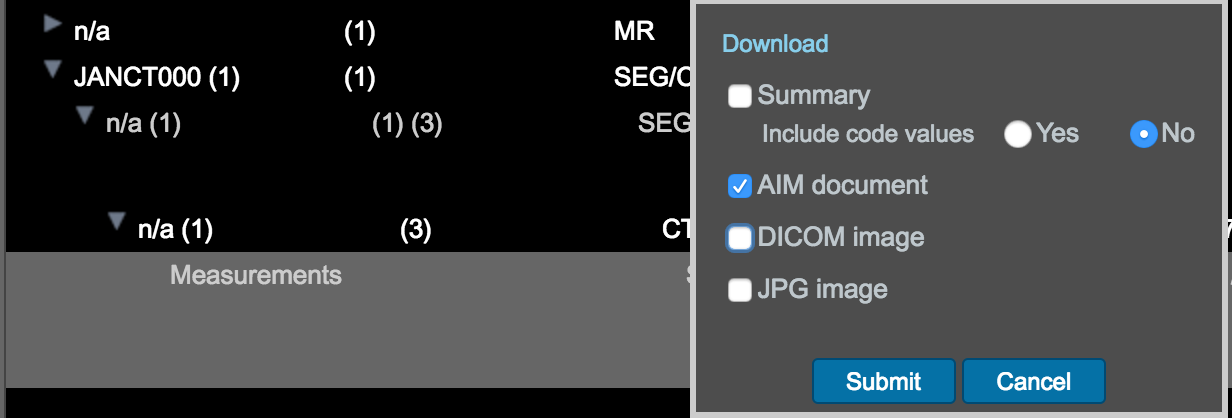 n/a (1) MR
JANCT000 (1) (1) SEG/C
n/a (1) (1) (3) SEG
n/a (1) (3) CT
Measurements
Download
Summary
Include code values Yes No
AIM document
DICOM image
JPG image
Submit Cancel